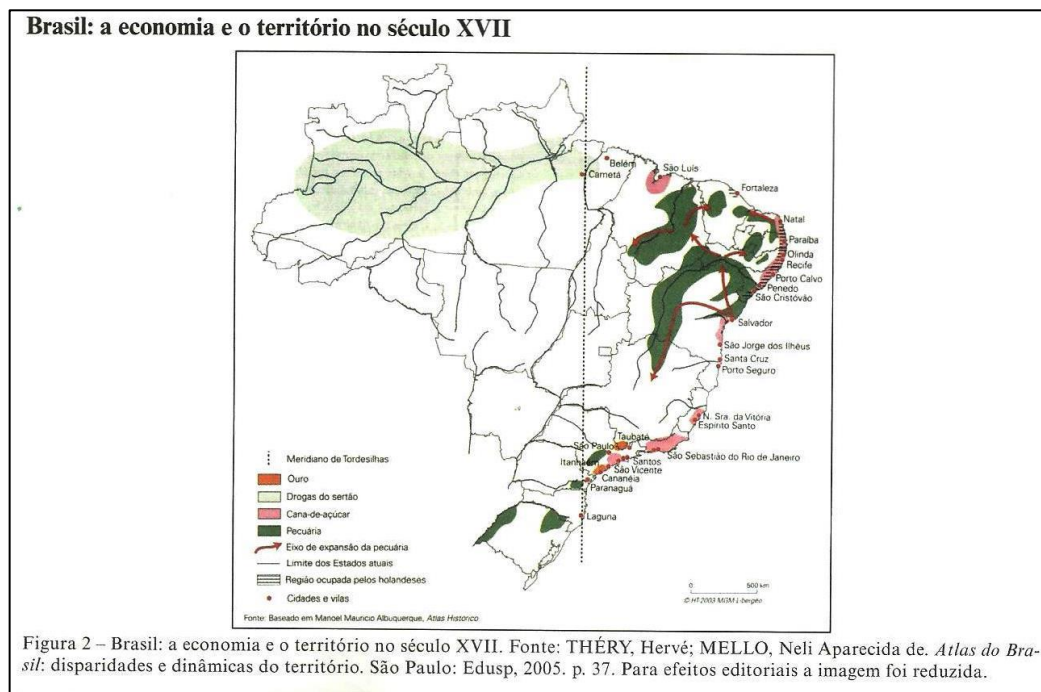 Brasil: a economia e o território no século XVII
Belém
Cametá
São Luís
Fortaleza
Natal
Paraíba
Olinda
Recife
Porto Calvo
Penedo
São Cristóvão
Salvador
São Jorge dos Ilhéus
Santa Cruz
Porto Seguro
N. Sra. da Vitória
Espírito Santo
Taubaté
São Paulo
São Sebastião do Rio de Janeiro
Itanhaém
Santos
São Vicente
Cananéia
Paranaguá
Laguna
Meridiano de Tordesilhas
Ouro
Drogas do sertão
Cana-de-açúcar
Pecuária
Eixo de expansão da pecuária
Limite dos Estados atuais
Região ocupada pelos holandeses
Cidades e vilas
0 500 km
© HT-2003 MGM-Libergéo
Fonte: Baseado em Manoel Mauricio Albuquerque, Atlas Histórico
Figura 2 – Brasil: a economia e o território no século XVII. Fonte: THÉRY, Hervé; MELLO, Neli Aparecida de. Atlas do Bra-
sil: disparidades e dinâmicas do território. São Paulo: Edusp, 2005. p. 37. Para efeitos editoriais a imagem foi reduzida.